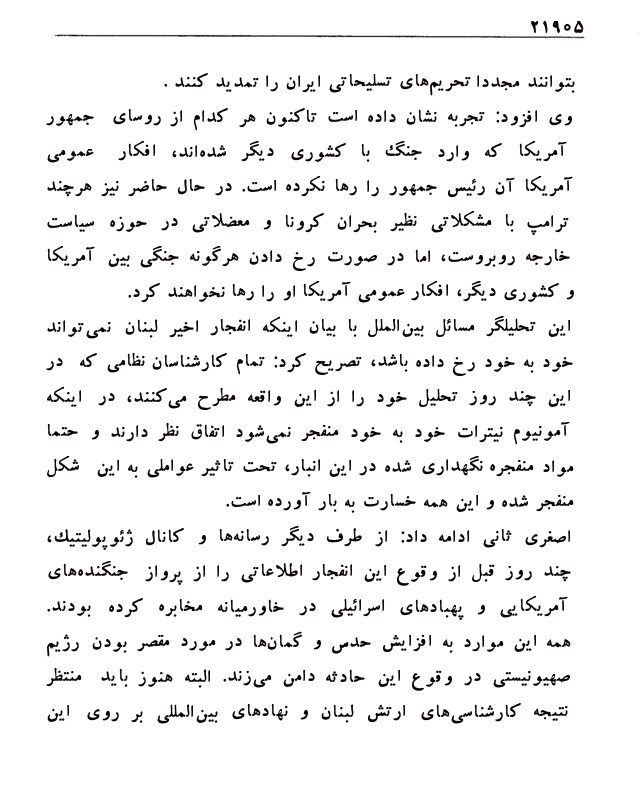 ۲۱۹۰۵
بتوانند مجددا تحریم‌های تسلیحاتی ایران را تمدید کنند .
وی افزود: تجربه نشان داده است تاکنون هر کدام از روسای جمهور
آمریکا که وارد جنگ با کشوری دیگر شده‌اند، افکار عمومی
آمریکا آن رئیس جمهور را رها نکرده است. در حال حاضر نیز هرچند
ترامپ با مشکلاتی نظیر بحران کرونا و معضلاتی در حوزه سیاست
خارجه روبروست، اما در صورت رخ دادن هرگونه جنگی بین آمریکا
و کشوری دیگر، افکار عمومی آمریکا او را رها نخواهند کرد.
این تحلیلگر مسائل بین‌الملل با بیان اینکه انفجار اخیر لبنان نمی‌تواند
خود به خود رخ داده باشد، تصریح کرد: تمام کارشناسان نظامی که در
این چند روز تحلیل خود را از این واقعه مطرح می‌کنند، در اینکه
آمونیوم نیترات خود به خود منفجر نمی‌شود اتفاق نظر دارند و حتما
مواد منفجره نگهداری شده در این انبار، تحت تاثیر عواملی به این شکل
منفجر شده و این همه خسارت به بار آورده است.
اصغری ثانی ادامه داد: از طرف دیگر رسانه‌ها و کانال ژئوپولیتیک،
چند روز قبل از وقوع این انفجار اطلاعاتی را از پرواز جنگنده‌های
آمریکایی و پهبادهای اسرائیلی در خاورمیانه مخابره کرده بودند.
همه این موارد به افزایش حدس و گمان‌ها در مورد مقصر بودن رژیم
صهیونیستی در وقوع این حادثه دامن می‌زند. البته هنوز باید منتظر
نتیجه کارشناسی‌های ارتش لبنان و نهادهای بین‌المللی بر روی این